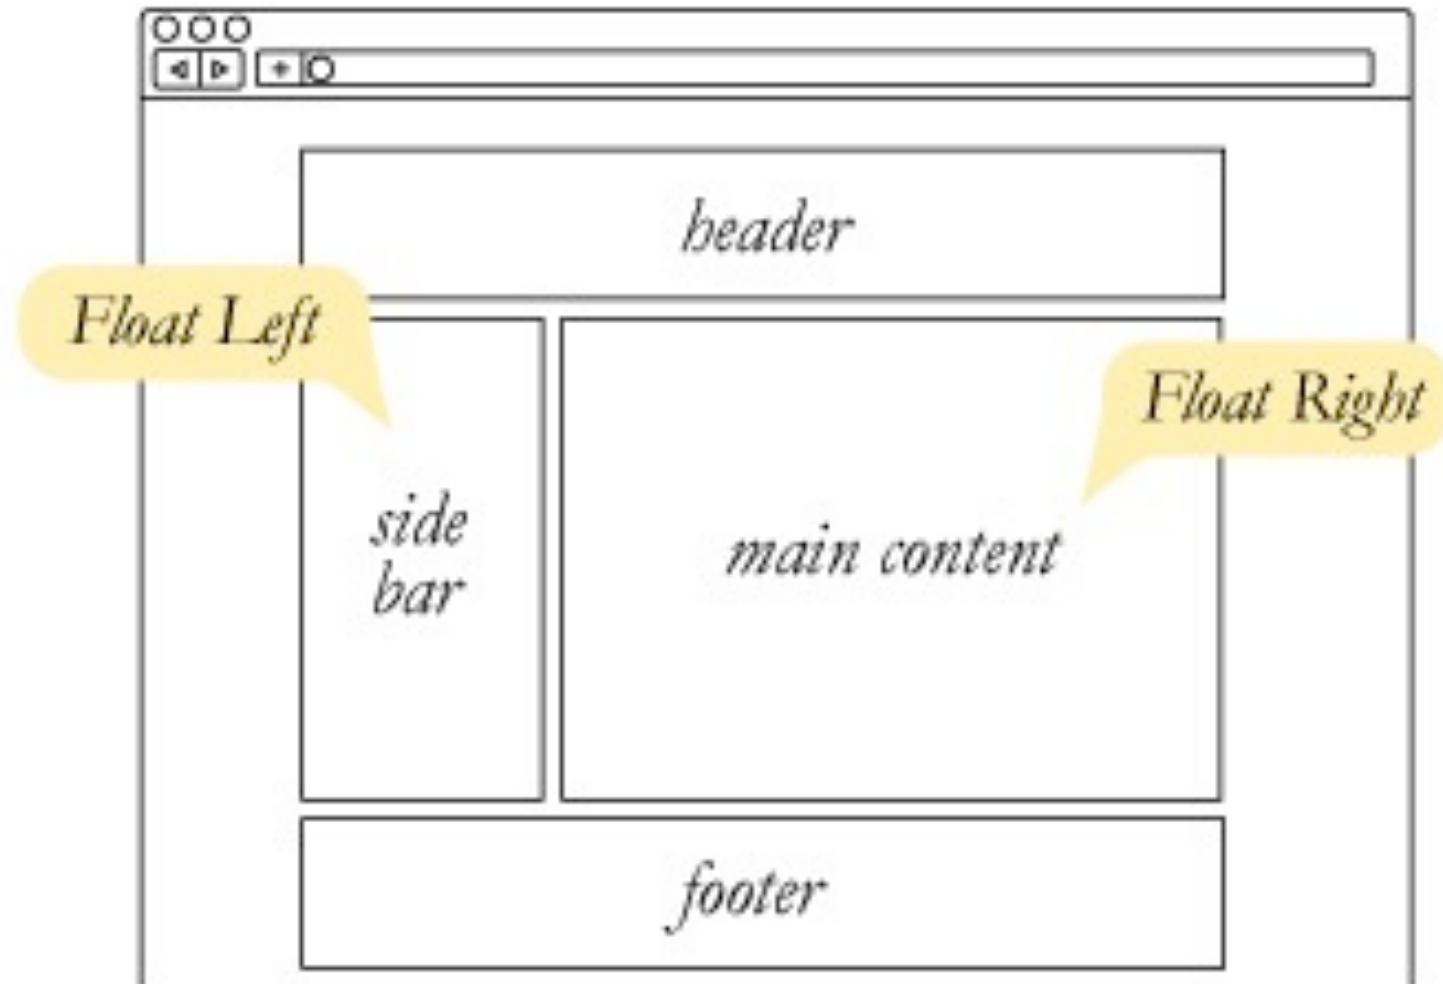 header
Float Left
Float Right
side
bar
main content
footer